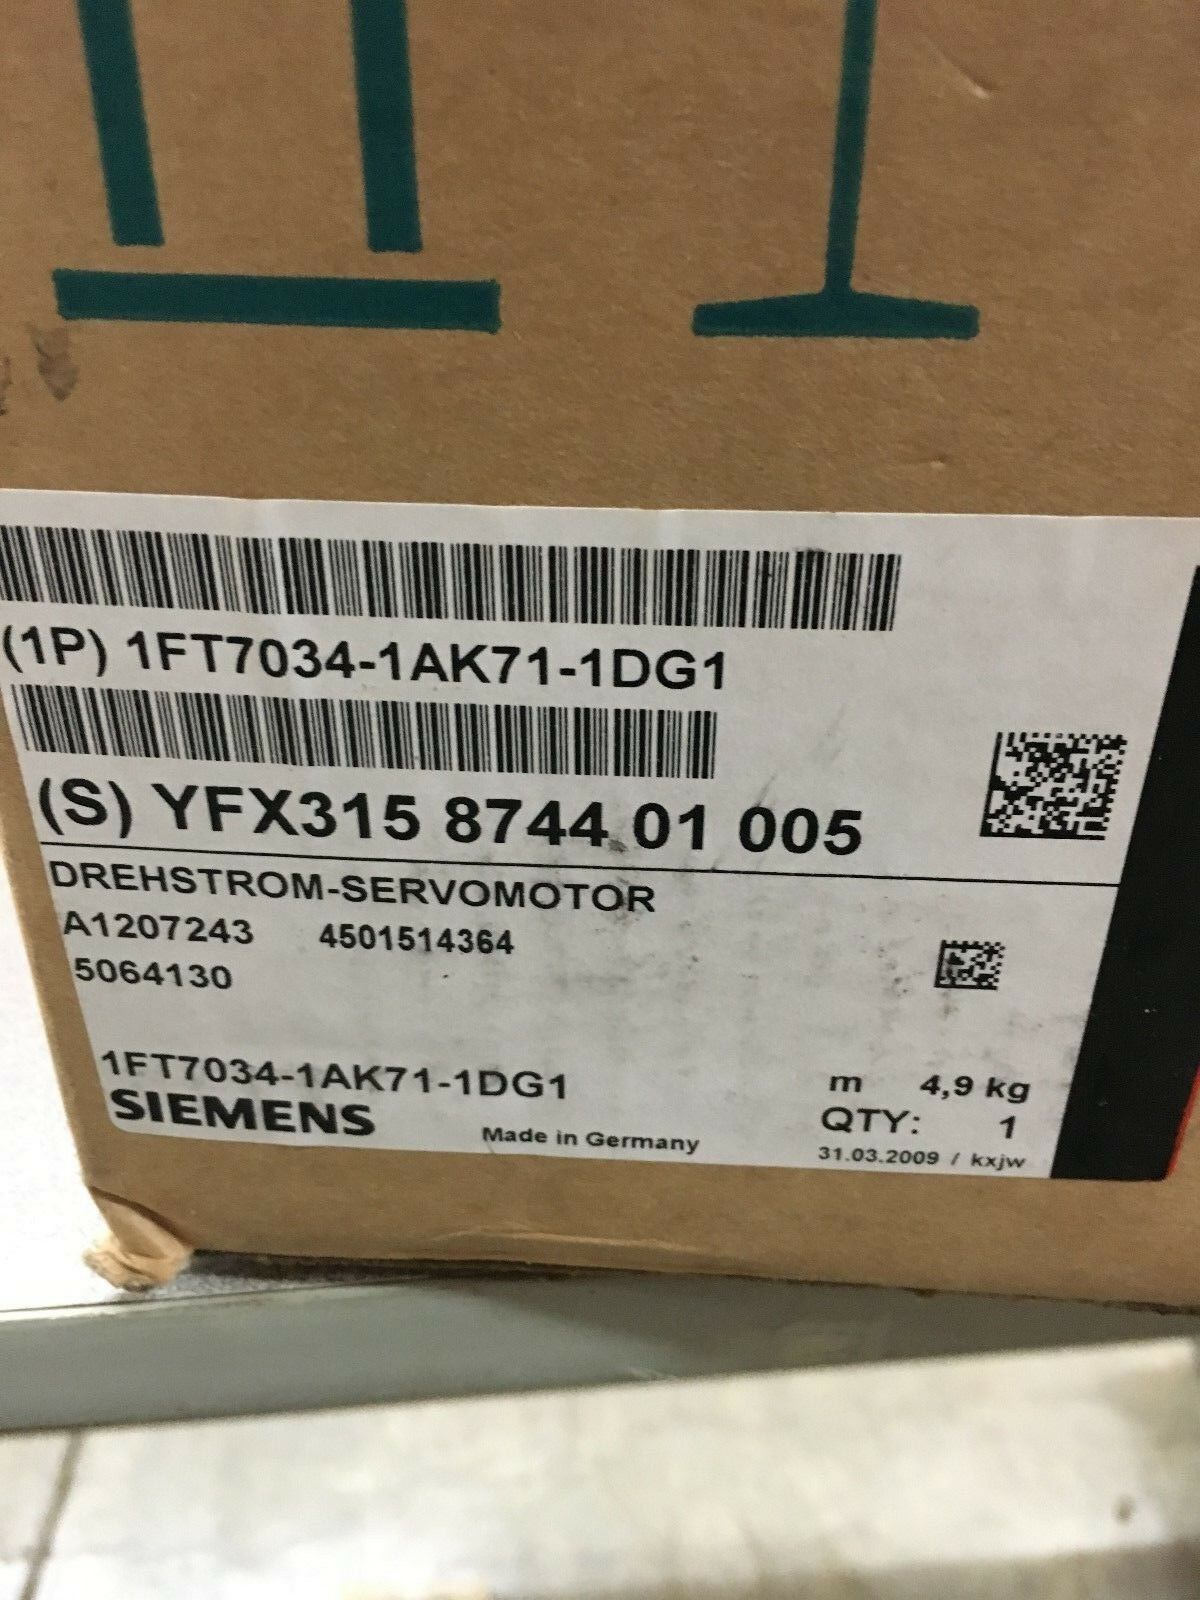 (1P) 1FT7034-1AK71-1DG1
(S) YFX315 8744 01 005
DREHSTROM-SERVOMOTOR
A1207243 4501514364
5064130
1FT7034-1AK71-1DG1 m 4,9 kg
SIEMENS Made in Germany QTY: 1
31.03.2009 / kxjw